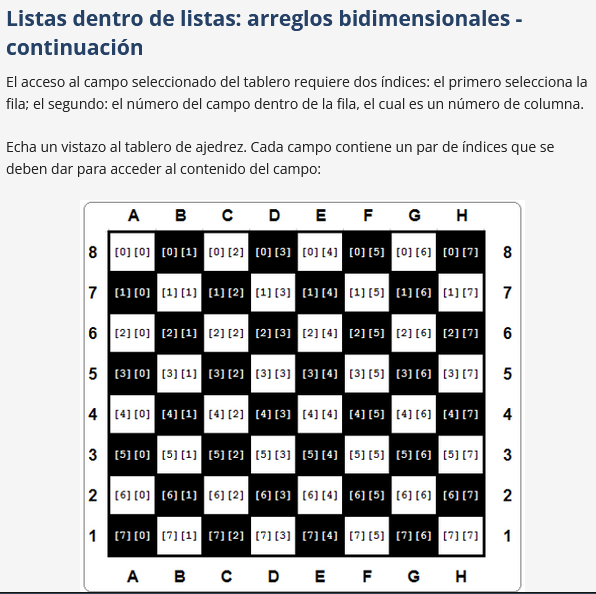 Listas dentro de listas: arreglos bidimensionales -
continuación
El acceso al campo seleccionado del tablero requiere dos índices: el primero selecciona la
fila; el segundo: el número del campo dentro de la fila, el cual es un número de columna.
Echa un vistazo al tablero de ajedrez. Cada campo contiene un par de índices que se
deben dar para acceder al contenido del campo:
A B C D E F G H
8 [0][0] [0][1] [0][2] [0][3] [0][4] [0][5] [0][6] [0][7] 8
7 [1][0] [1][1] [1][2] [1][3] [1][4] [1][5] [1][6] [1][7] 7
6 [2][0] [2][1] [2][2] [2][3] [2][4] [2][5] [2][6] [2][7] 6
5 [3][0] [3][1] [3][2] [3][3] [3][4] [3][5] [3][6] [3][7] 5
4 [4][0] [4][1] [4][2] [4][3] [4][4] [4][5] [4][6] [4][7] 4
3 [5][0] [5][1] [5][2] [5][3] [5][4] [5][5] [5][6] [5][7] 3
2 [6][0] [6][1] [6][2] [6][3] [6][4] [6][5] [6][6] [6][7] 2
1 [7][0] [7][1] [7][2] [7][3] [7][4] [7][5] [7][6] [7][7] 1
A B C D E F G H